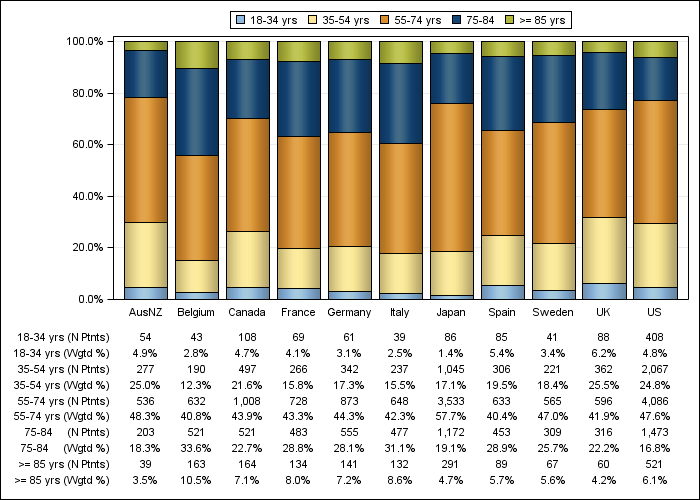 18-34 yrs 35-54 yrs 55-74 yrs 75-84 >= 85 yrs
100.0%
80.0%
60.0%
40.0%
20.0%
0.0%
AusNZ Belgium Canada France Germany Italy Japan Spain Sweden UK US
18-34 yrs (N Ptnts) 54 43 108 69 61 39 86 85 41 88 408
18-34 yrs (Wgtd %) 4.9% 2.8% 4.7% 4.1% 3.1% 2.5% 1.4% 5.4% 3.4% 6.2% 4.8%
35-54 yrs (N Ptnts) 277 190 497 266 342 237 1,045 306 221 362 2,067
35-54 yrs (Wgtd %) 25.0% 12.3% 21.6% 15.8% 17.3% 15.5% 17.1% 19.5% 18.4% 25.5% 24.8%
55-74 yrs (N Ptnts) 536 632 1,008 728 873 648 3,533 633 565 596 4,086
55-74 yrs (Wgtd %) 48.3% 40.8% 43.9% 43.3% 44.3% 42.3% 57.7% 40.4% 47.0% 41.9% 47.6%
75-84 (N Ptnts) 203 521 521 483 555 477 1,172 453 309 316 1,473
75-84 (Wgtd %) 18.3% 33.6% 22.7% 28.8% 28.1% 31.1% 19.1% 28.9% 25.7% 22.2% 16.8%
>= 85 yrs (N Ptnts) 39 163 164 134 141 132 291 89 67 60 521
>= 85 yrs (Wgtd %) 3.5% 10.5% 7.1% 8.0% 7.2% 8.6% 4.7% 5.7% 5.6% 4.2% 6.1%